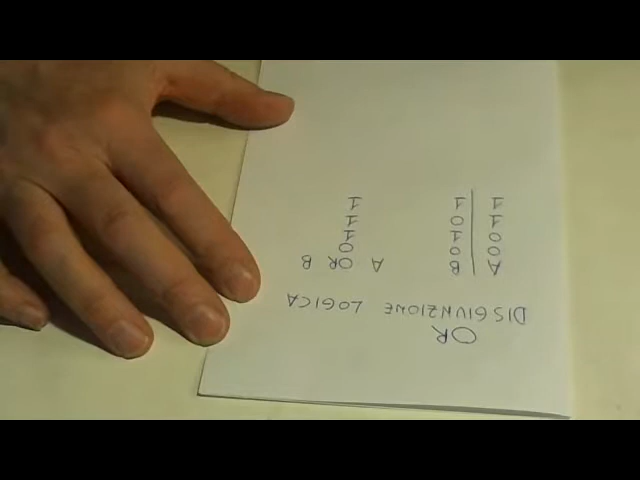 OR
DISGIUNZIONE LOGICA
A B A OR B
0 0 0
0 1 1
1 0 1
1 1 1